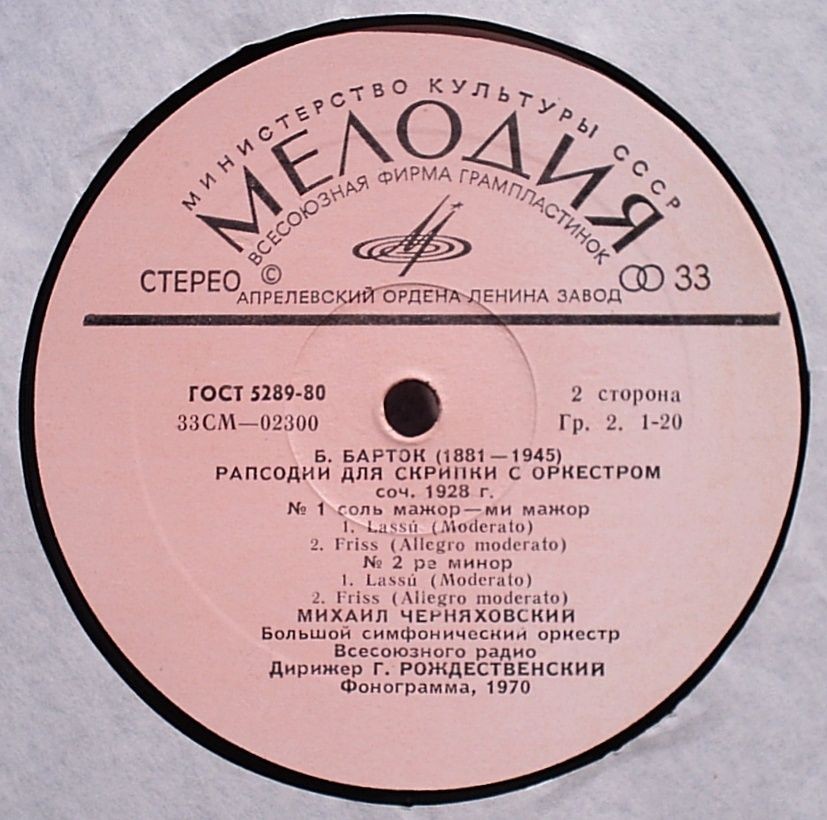 МИНИСТЕРСТВО КУЛЬТУРЫ СССР
МЕЛОДИЯ
ВСЕСОЮЗНАЯ ФИРМА ГРАМПЛАСТИНОК
СТЕРЕО © 33
АПРЕЛЕВСКИЙ ОРДЕНА ЛЕНИНА ЗАВОД
ГОСТ 5289-80 2 сторона
33СМ—02300 Гр. 2. 1-20
Б. БАРТОК (1881—1945)
РАПСОДИИ ДЛЯ СКРИПКИ С ОРКЕСТРОМ
соч. 1928 г.
№ 1 соль мажор—ми мажор
1. Lassú (Moderato)
2. Friss (Allegro moderato)
№ 2 ре минор
1. Lassú (Moderato)
2. Friss (Allegro moderato)
МИХАИЛ ЧЕРНЯХОВСКИЙ
Большой симфонический оркестр
Всесоюзного радио
Дирижер Г. РОЖДЕСТВЕНСКИЙ
Фонограмма, 1970